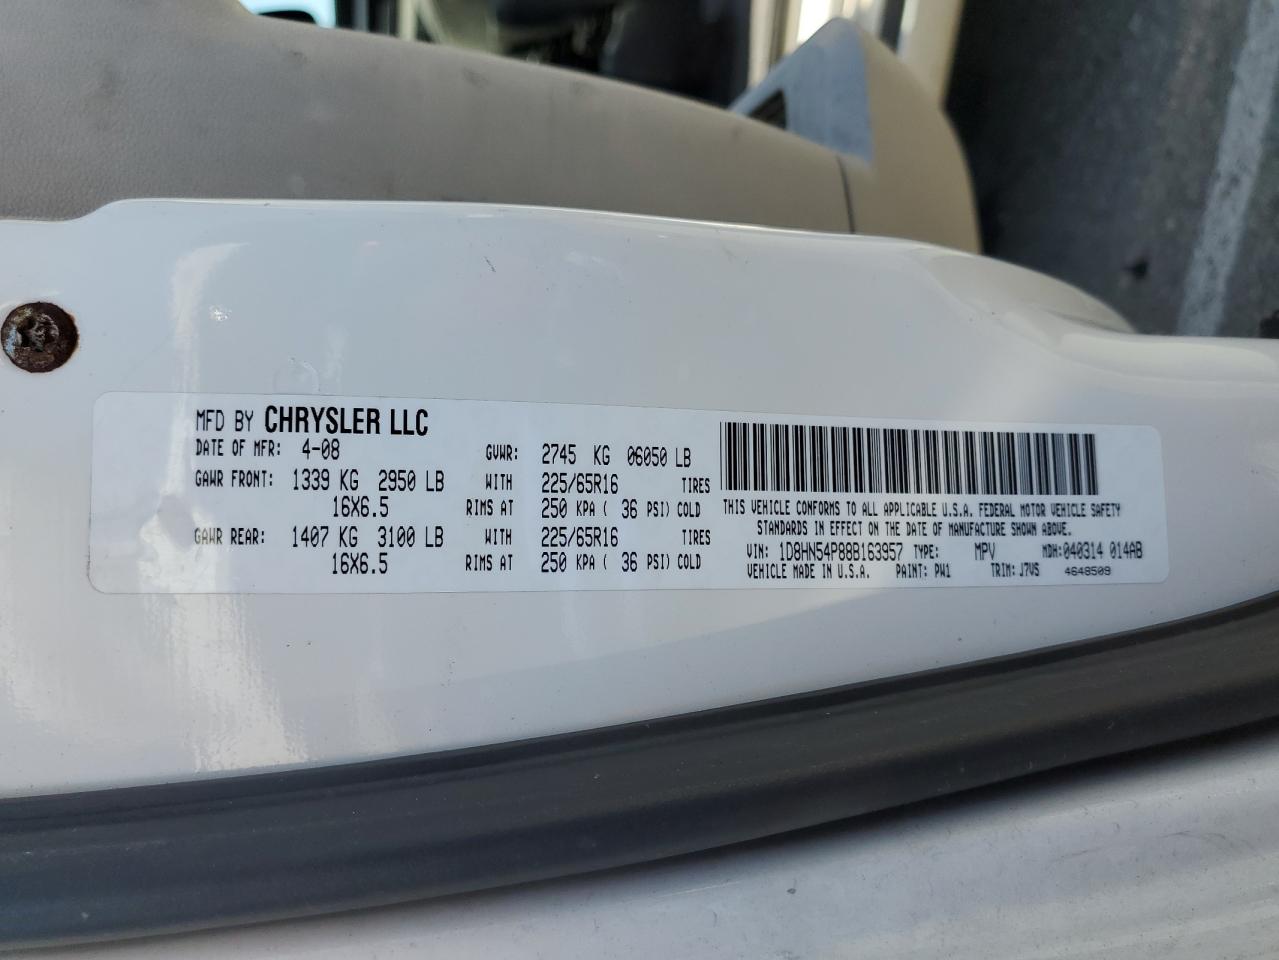 MFD BY CHRYSLER LLC
DATE OF MFR: 4-08 GVWR: 2745 KG 06050 LB
GAWR FRONT: 1339 KG 2950 LB WITH 225/65R16 TIRES
16X6.5 RIMS AT 250 KPA ( 36 PSI) COLD
GAWR REAR: 1407 KG 3100 LB WITH 225/65R16 TIRES
16X6.5 RIMS AT 250 KPA ( 36 PSI) COLD
THIS VEHICLE CONFORMS TO ALL APPLICABLE U.S.A. FEDERAL MOTOR VEHICLE SAFETY
STANDARDS IN EFFECT ON THE DATE OF MANUFACTURE SHOWN ABOVE.
VIN: 1D8HN54P88B163957 TYPE: MPV MDH:040314 014AB
VEHICLE MADE IN U.S.A. PAINT: PW1 TRIM: J7VS 4648509